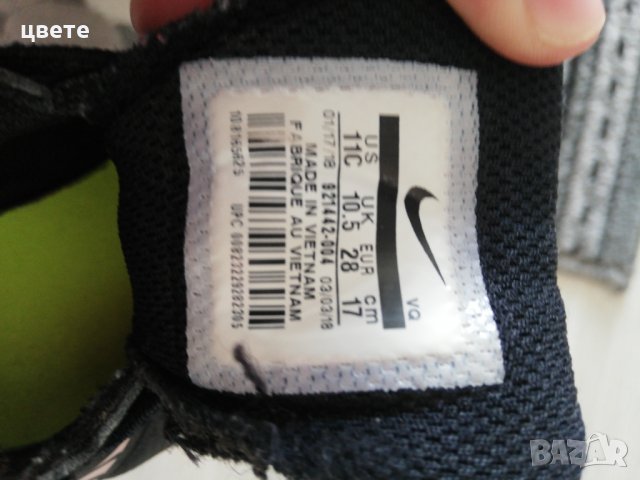 цвете
VQ
US UK EUR cm
11C 10.5 28 17
01/17/18 921442-004 03/03/18
MADE IN VIETNAM
FABRIQUE AU VIETNAM
BAZAR